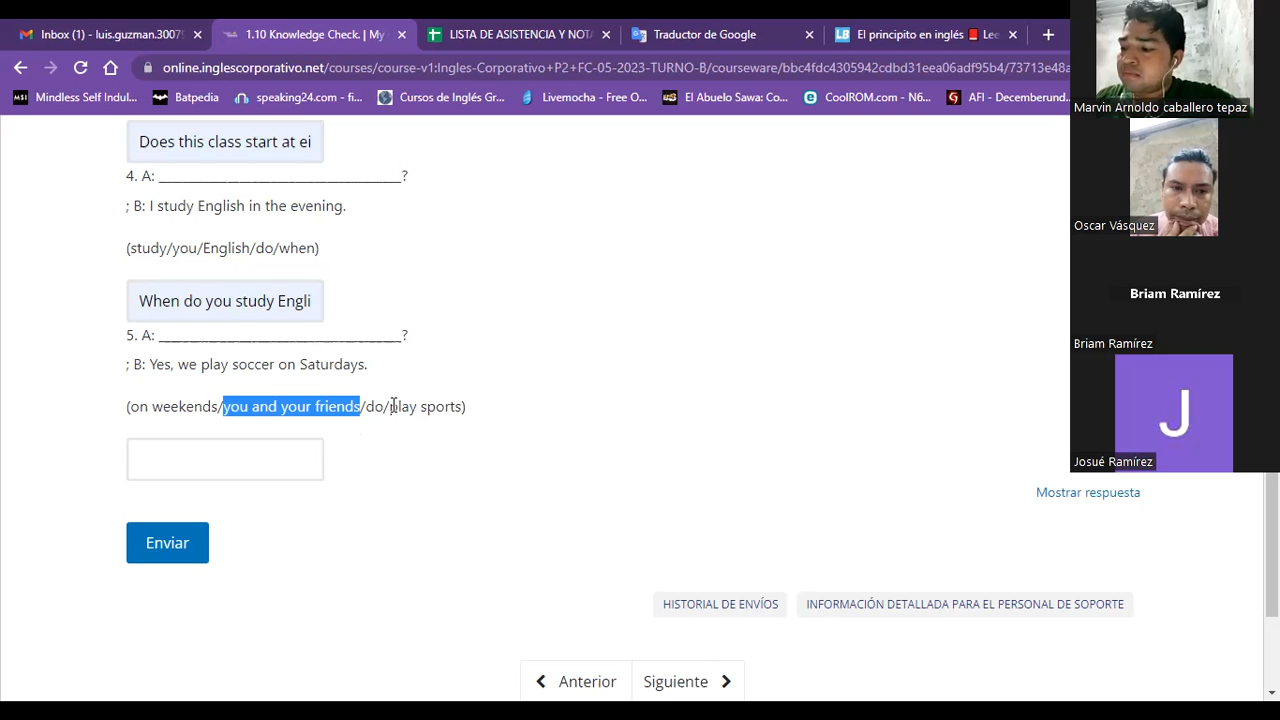 Inbox (1) - luis.guzman.3007
1.10 Knowledge Check. | My
LISTA DE ASISTENCIA Y NOTA
Traductor de Google
El principito en inglés
Lee
online.inglescorporativo.net/courses/course-v1:Ingles-Corporativo+P2+FC-05-2023-TURNO-B/courseware/bbc4fdc4305942cdbd31eea06adf95b4/73713e48a
Mindless Self Indul...
Batpedia
speaking24.com - fi...
Cursos de Inglés Gr...
Livemocha - Free O...
El Abuelo Sawa: Co...
CoolROM.com - N6...
AFI - Decemberund...
Does this class start at ei
4. A: ___________________________________?
; B: I study English in the evening.
(study/you/English/do/when)
When do you study Engli
5. A: ___________________________________?
; B: Yes, we play soccer on Saturdays.
(on weekends/you and your friends/do/play sports)
Mostrar respuesta
Enviar
HISTORIAL DE ENVÍOS
INFORMACIÓN DETALLADA PARA EL PERSONAL DE SOPORTE
Anterior
Siguiente
Marvin Arnoldo caballero tepaz
Oscar Vásquez
Briam Ramírez
Briam Ramírez
J
Josué Ramírez